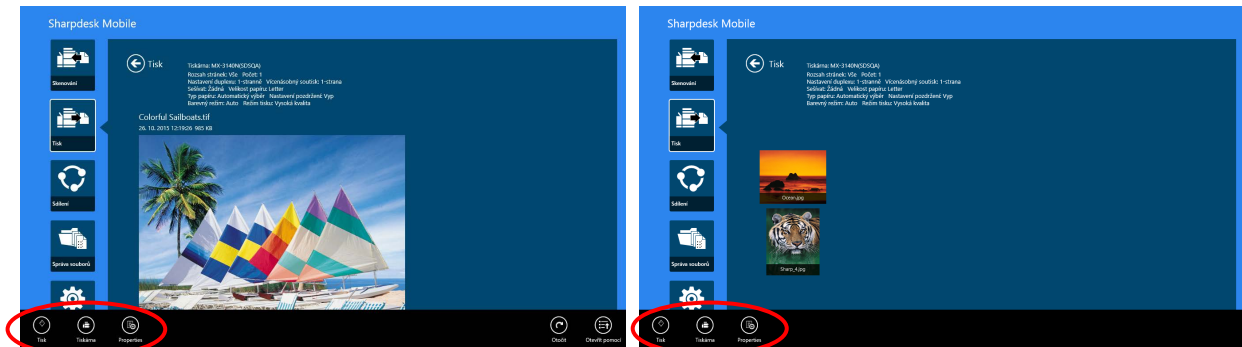 Sharpdesk Mobile
Skenování
Tisk
Sdílení
Správa souborů
Tisk
Tiskárna: MX-3140N(SDSQA)
Rozsah stránek: Vše Počet: 1
Nastavení duplexu: 1-stranně Vícenásobný soutisk: 1-strana
Sešívat: Žádná Velikost papíru: Letter
Typ papíru: Automatický výběr Nastavení pozdržení: Vyp
Barevný režim: Auto Režim tisku: Vysoká kvalita
Colorful Sailboats.tif
26. 10. 2015 12:19:26 985 KB
Tisk
Tiskárna
Properties
Otočit
Otevřít pomocí
Sharpdesk Mobile
Skenování
Tisk
Sdílení
Správa souborů
Tisk
Tiskárna: MX-3140N(SDSQA)
Rozsah stránek: Vše Počet: 1
Nastavení duplexu: 1-stranně Vícenásobný soutisk: 1-strana
Sešívat: Žádná Velikost papíru: Letter
Typ papíru: Automatický výběr Nastavení pozdržení: Vyp
Barevný režim: Auto Režim tisku: Vysoká kvalita
Ocean.jpg
Sharp_4.jpg
Tisk
Tiskárna
Properties